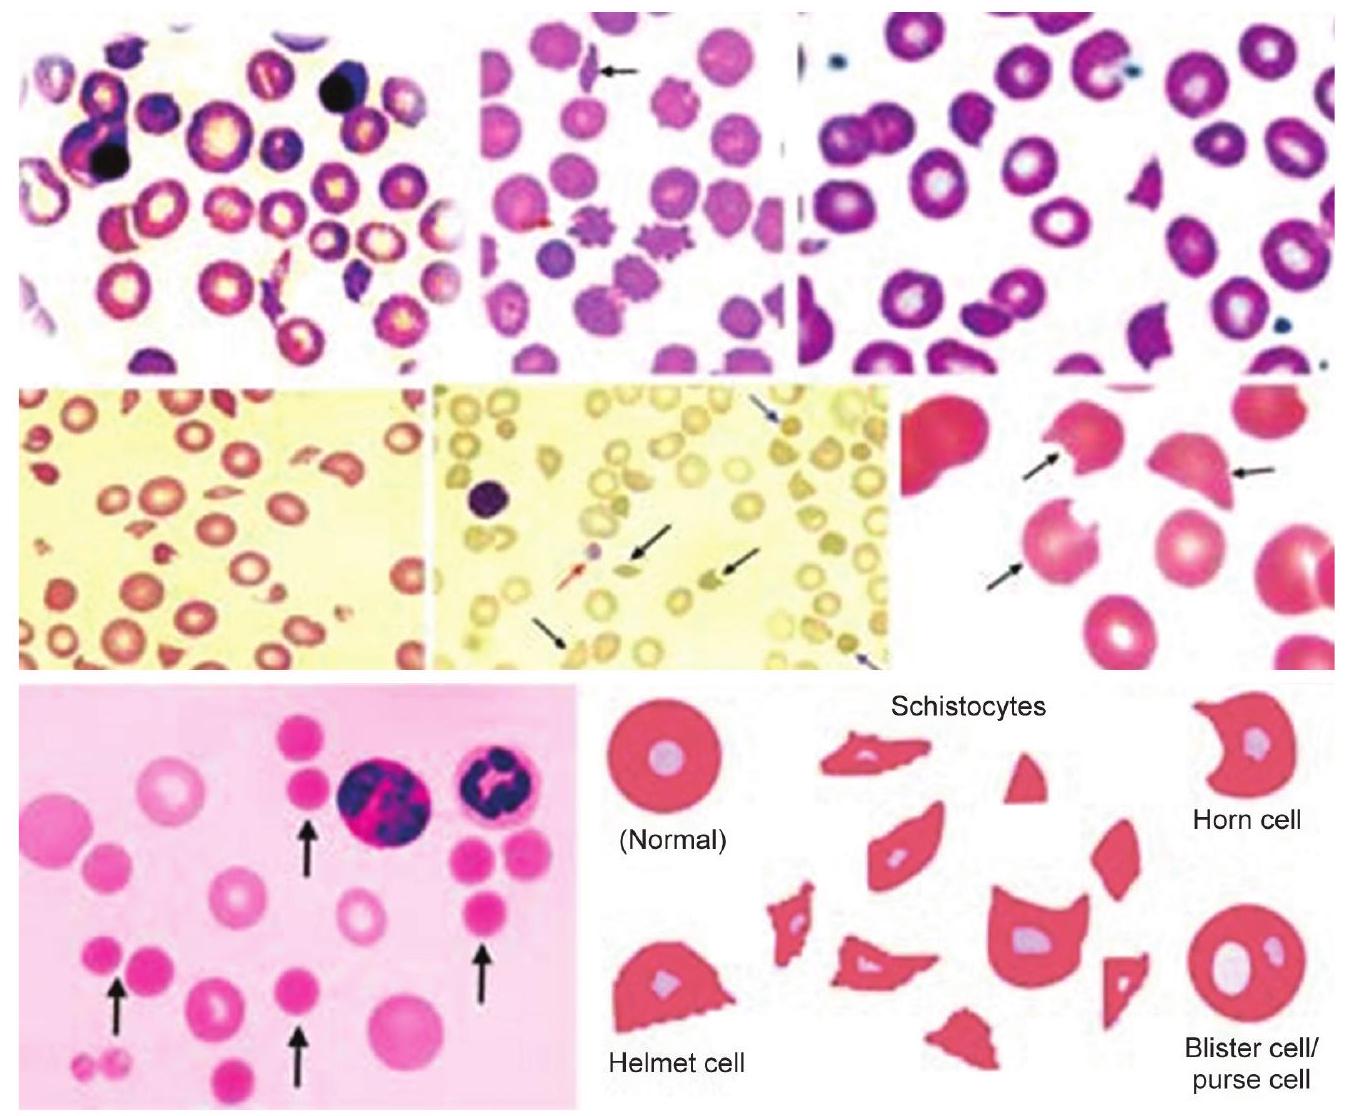 Schistocytes
(Normal)
Horn cell
Helmet cell
Blister cell/
purse cell